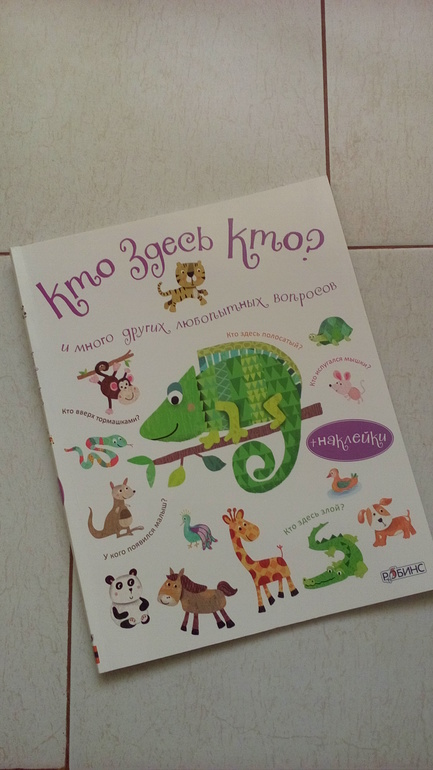 Кто Здесь Кто?
и много других любопытных вопросов
Кто здесь полосатый?
Кто испугался мышки?
Кто вверх тормашками?
+наклейки
У кого появился малыш?
Кто здесь злой?
РОБИНС